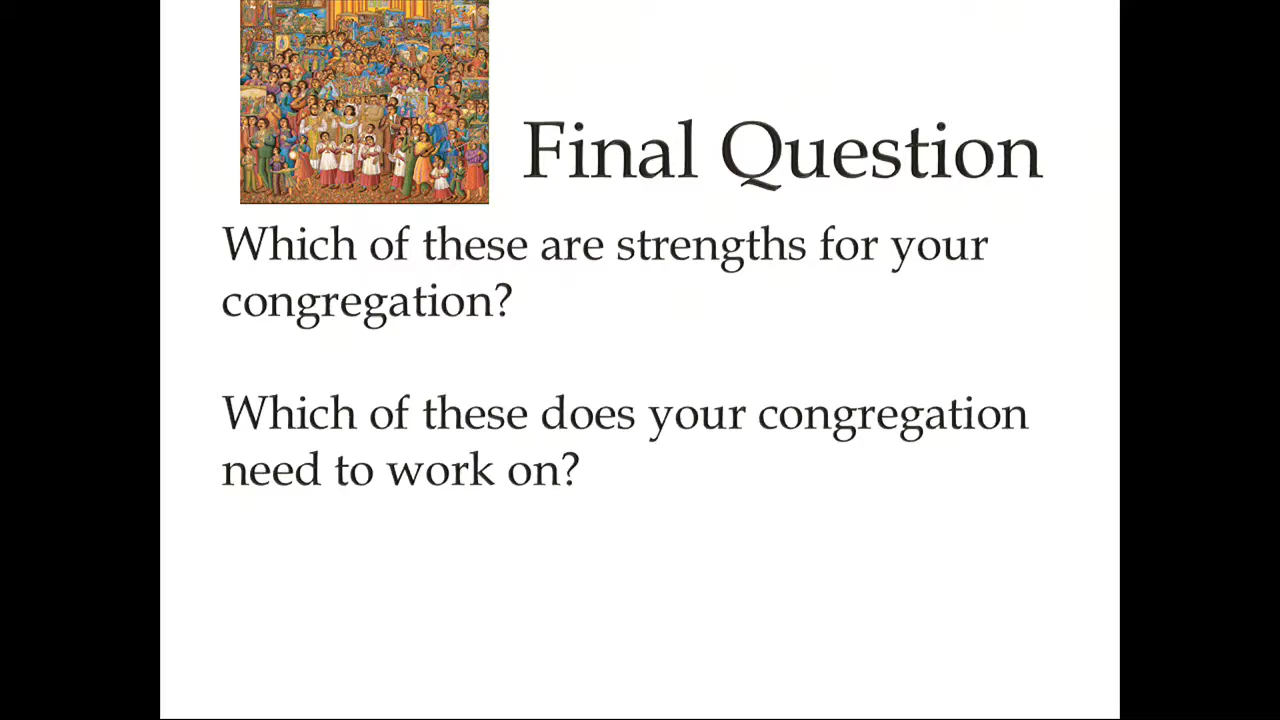 Final Question
Which of these are strengths for your
congregation?
Which of these does your congregation
need to work on?